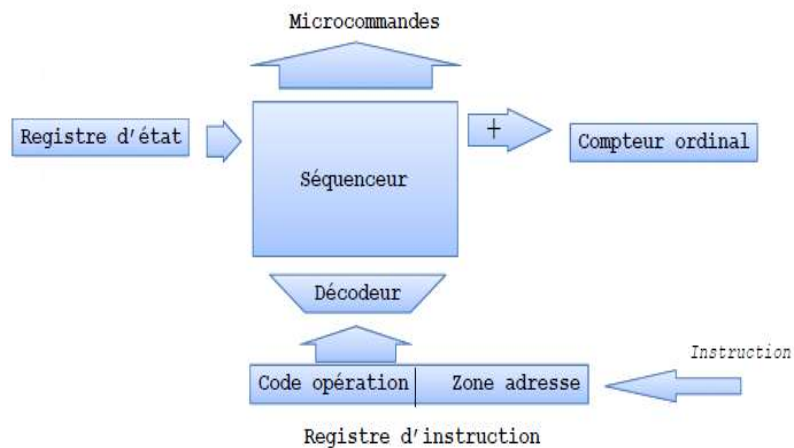 Microcommandes
Registre d'état
+
Compteur ordinal
Séquenceur
Décodeur
Instruction
Code opération
Zone adresse
Registre d'instruction